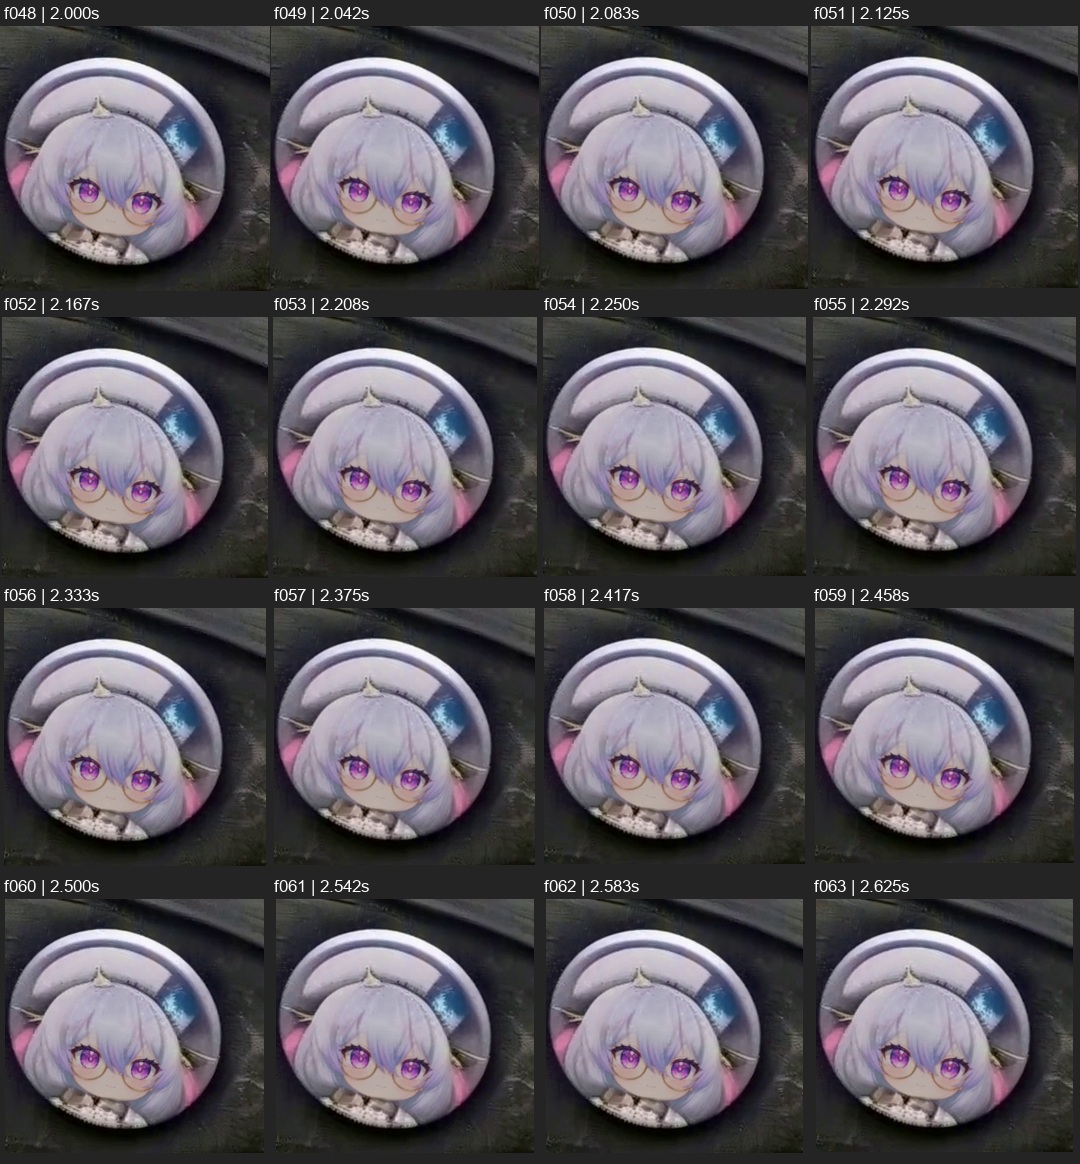 f048 | 2.000s
f049 | 2.042s
f050 | 2.083s
f051 | 2.125s
f052 | 2.167s
f053 | 2.208s
f054 | 2.250s
f055 | 2.292s
f056 | 2.333s
f057 | 2.375s
f058 | 2.417s
f059 | 2.458s
f060 | 2.500s
f061 | 2.542s
f062 | 2.583s
f063 | 2.625s